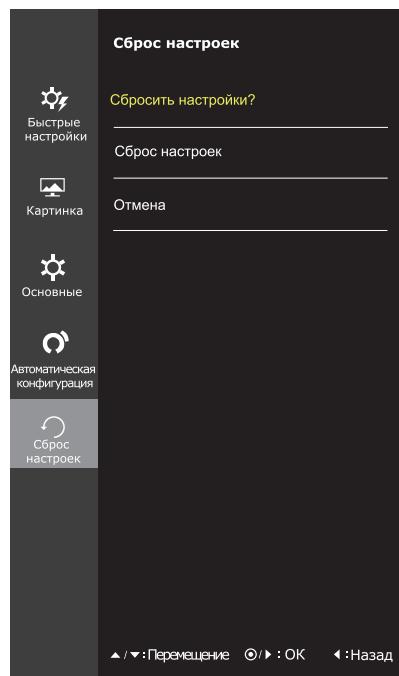 Сброс настроек
Быстрые
настройки
Картинка
Основные
Автоматическая
конфигурация
Сброс
настроек
Сбросить настройки?
Сброс настроек
Отмена
▲/▼:Перемещение ⦿/▶:OK ◀:Назад